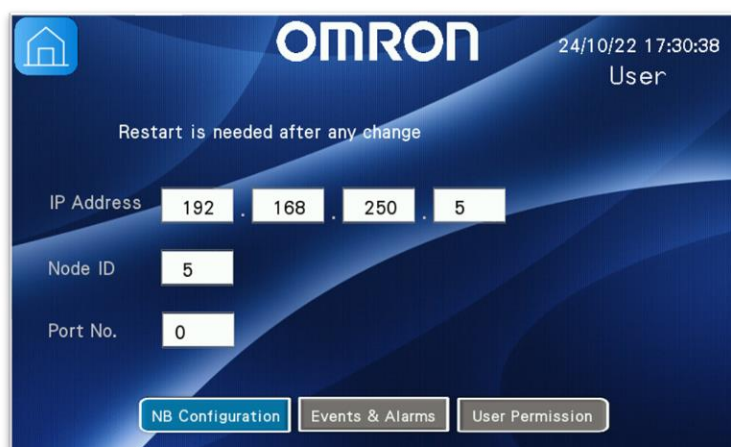 OMRON
24/10/22 17:30:38
User
Restart is needed after any change
IP Address 192 . 168 . 250 . 5
Node ID 5
Port No. 0
NB Configuration Events & Alarms User Permission